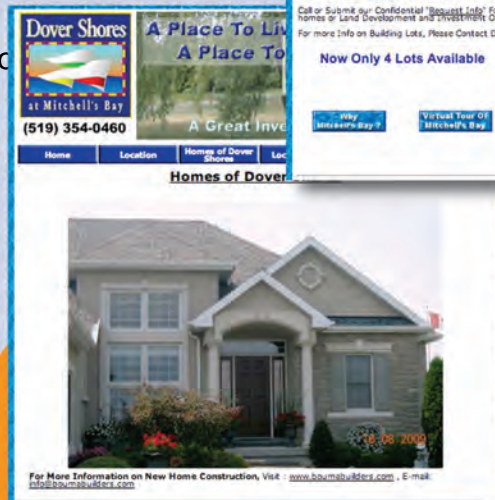 Dover Shores
at Mitchell's Bay
(519) 354-0460
A Place To Liv
A Place To
A Great Inve
Call or Submit our Confidential "Request Info" F
homes or Land Development and Investment O
For more Info on Building Lots, Please Contact D
Now Only 4 Lots Available
Why
Mitchell's Bay ?
Virtual Tour Of
Mitchell's Bay
Home
Location
Homes of Dover
Shores
Loc
Homes of Dover
16 08 2009
For More Information on New Home Construction, Visit : www.boumabuilders.com , E-mail:
info@boumabuilders.com